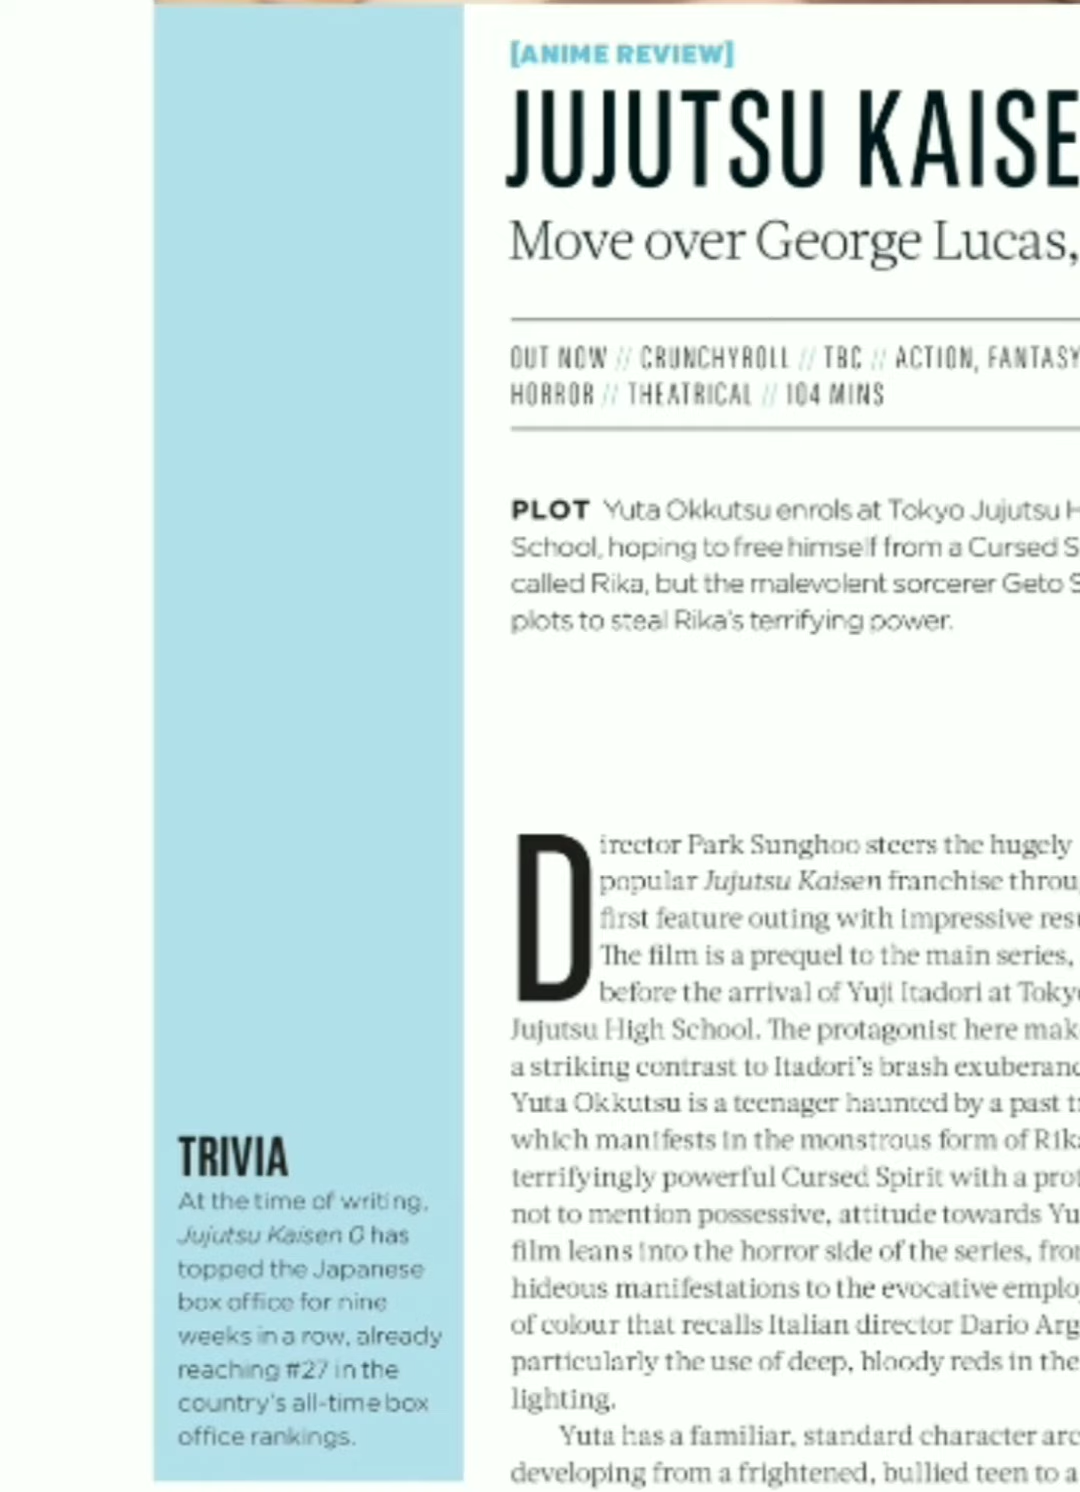 [ANIME REVIEW]
JUJUTSU KAISE
Move over George Lucas,
OUT NOW // CRUNCHYROLL // TBC // ACTION, FANTASY
HORROR // THEATRICAL // 104 MINS
PLOT Yuta Okkutsu enrols at Tokyo Jujutsu H
School, hoping to free himself from a Cursed S
called Rika, but the malevolent sorcerer Geto S
plots to steal Rika's terrifying power.
Director Park Sunghoo steers the hugely
popular Jujutsu Kaisen franchise throu
first feature outing with impressive resu
The film is a prequel to the main series,
before the arrival of Yuji Itadori at Toky
Jujutsu High School. The protagonist here mak
a striking contrast to Itadori's brash exuberanc
Yuta Okkutsu is a teenager haunted by a past tr
which manifests in the monstrous form of Rika
terrifyingly powerful Cursed Spirit with a prot
not to mention possessive, attitude towards Yu
film leans into the horror side of the series, fro
hideous manifestations to the evocative emplo
of colour that recalls Italian director Dario Arg
particularly the use of deep, bloody reds in the
lighting.
Yuta has a familiar, standard character arc
developing from a frightened, bullied teen to a
TRIVIA
At the time of writing,
Jujutsu Kaisen 0 has
topped the Japanese
box office for nine
weeks in a row, already
reaching #27 in the
country's all-time box
office rankings.